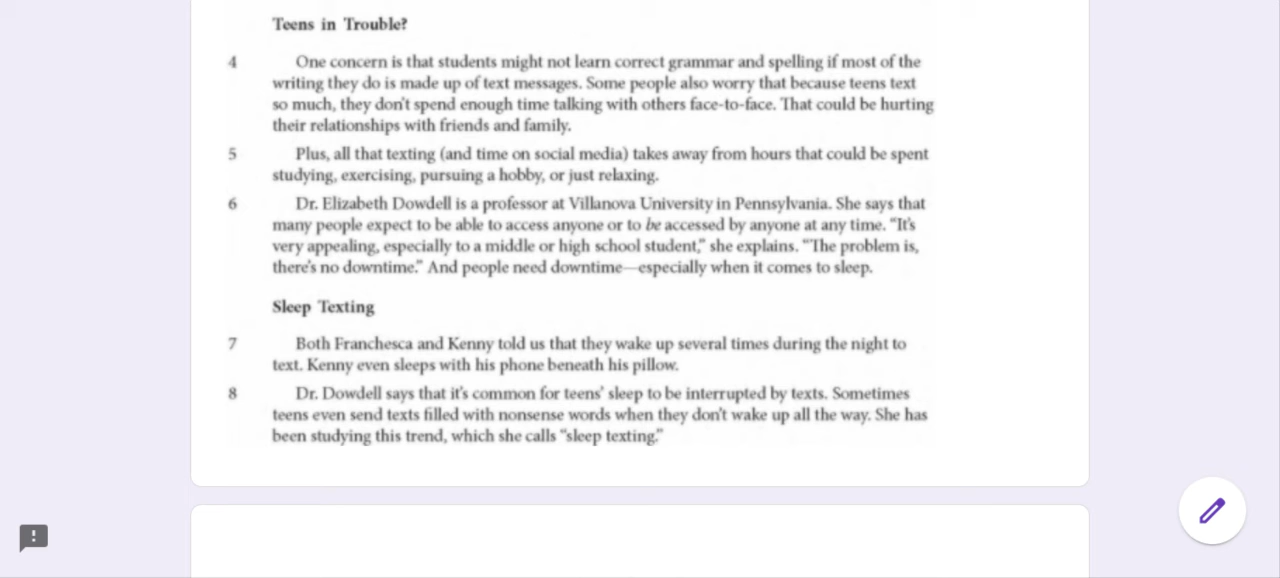 Teens in Trouble?
4 One concern is that students might not learn correct grammar and spelling if most of the
writing they do is made up of text messages. Some people also worry that because teens text
so much, they don't spend enough time talking with others face-to-face. That could be hurting
their relationships with friends and family.
5 Plus, all that texting (and time on social media) takes away from hours that could be spent
studying, exercising, pursuing a hobby, or just relaxing.
6 Dr. Elizabeth Dowdell is a professor at Villanova University in Pennsylvania. She says that
many people expect to be able to access anyone or to be accessed by anyone at any time. “It's
very appealing, especially to a middle or high school student,” she explains. “The problem is,
there's no downtime.” And people need downtime—especially when it comes to sleep.
Sleep Texting
7 Both Franchesca and Kenny told us that they wake up several times during the night to
text. Kenny even sleeps with his phone beneath his pillow.
8 Dr. Dowdell says that it's common for teens' sleep to be interrupted by texts. Sometimes
teens even send texts filled with nonsense words when they don't wake up all the way. She has
been studying this trend, which she calls “sleep texting.”